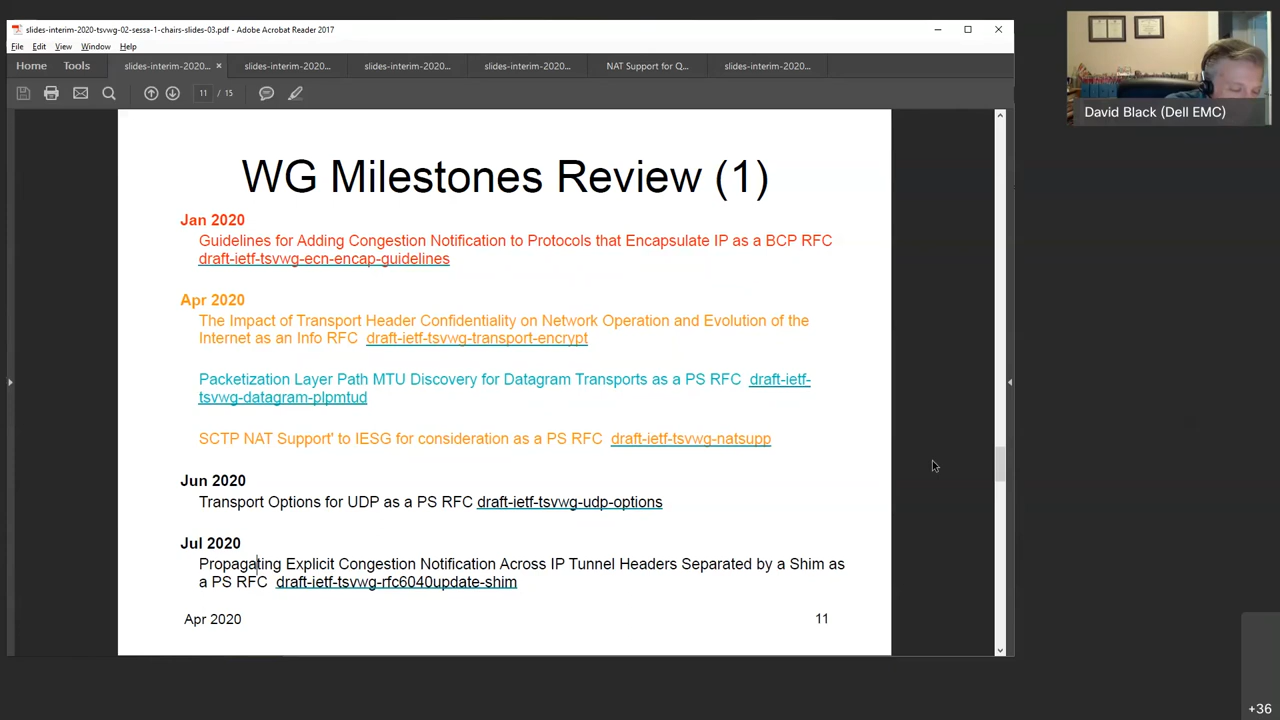 slides-interim-2020-tsvwg-02-sessa-1-chairs-slides-03.pdf - Adobe Acrobat Reader 2017
File Edit View Window Help
Home Tools slides-interim-2020... × slides-interim-2020... slides-interim-2020... slides-interim-2020... NAT Support for Q... slides-interim-2020...
11 / 15
WG Milestones Review (1)
Jan 2020
Guidelines for Adding Congestion Notification to Protocols that Encapsulate IP as a BCP RFC
draft-ietf-tsvwg-ecn-encap-guidelines
Apr 2020
The Impact of Transport Header Confidentiality on Network Operation and Evolution of the
Internet as an Info RFC draft-ietf-tsvwg-transport-encrypt
Packetization Layer Path MTU Discovery for Datagram Transports as a PS RFC draft-ietf-
tsvwg-datagram-plpmtud
SCTP NAT Support' to IESG for consideration as a PS RFC draft-ietf-tsvwg-natsupp
Jun 2020
Transport Options for UDP as a PS RFC draft-ietf-tsvwg-udp-options
Jul 2020
Propagating Explicit Congestion Notification Across IP Tunnel Headers Separated by a Shim as
a PS RFC draft-ietf-tsvwg-rfc6040update-shim
Apr 2020 11
David Black (Dell EMC)
+36